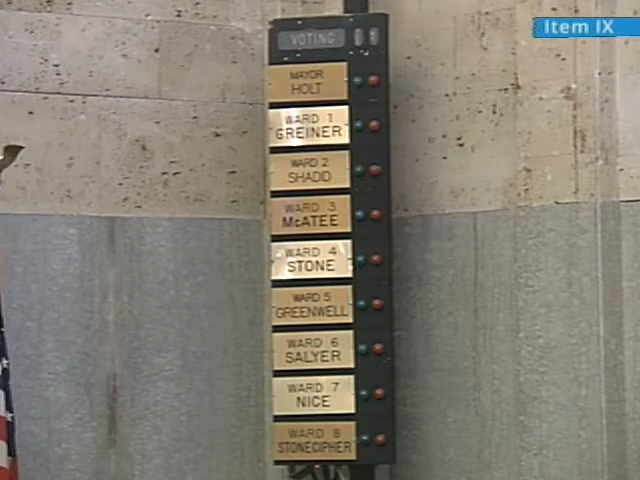 Item IX
VOTING
MAYOR
HOLT
WARD 1
GREINER
WARD 2
SHADID
WARD 3
McATEE
WARD 4
STONE
WARD 5
GREENWELL
WARD 6
SALYER
WARD 7
NICE
WARD 8
STONECIPHER